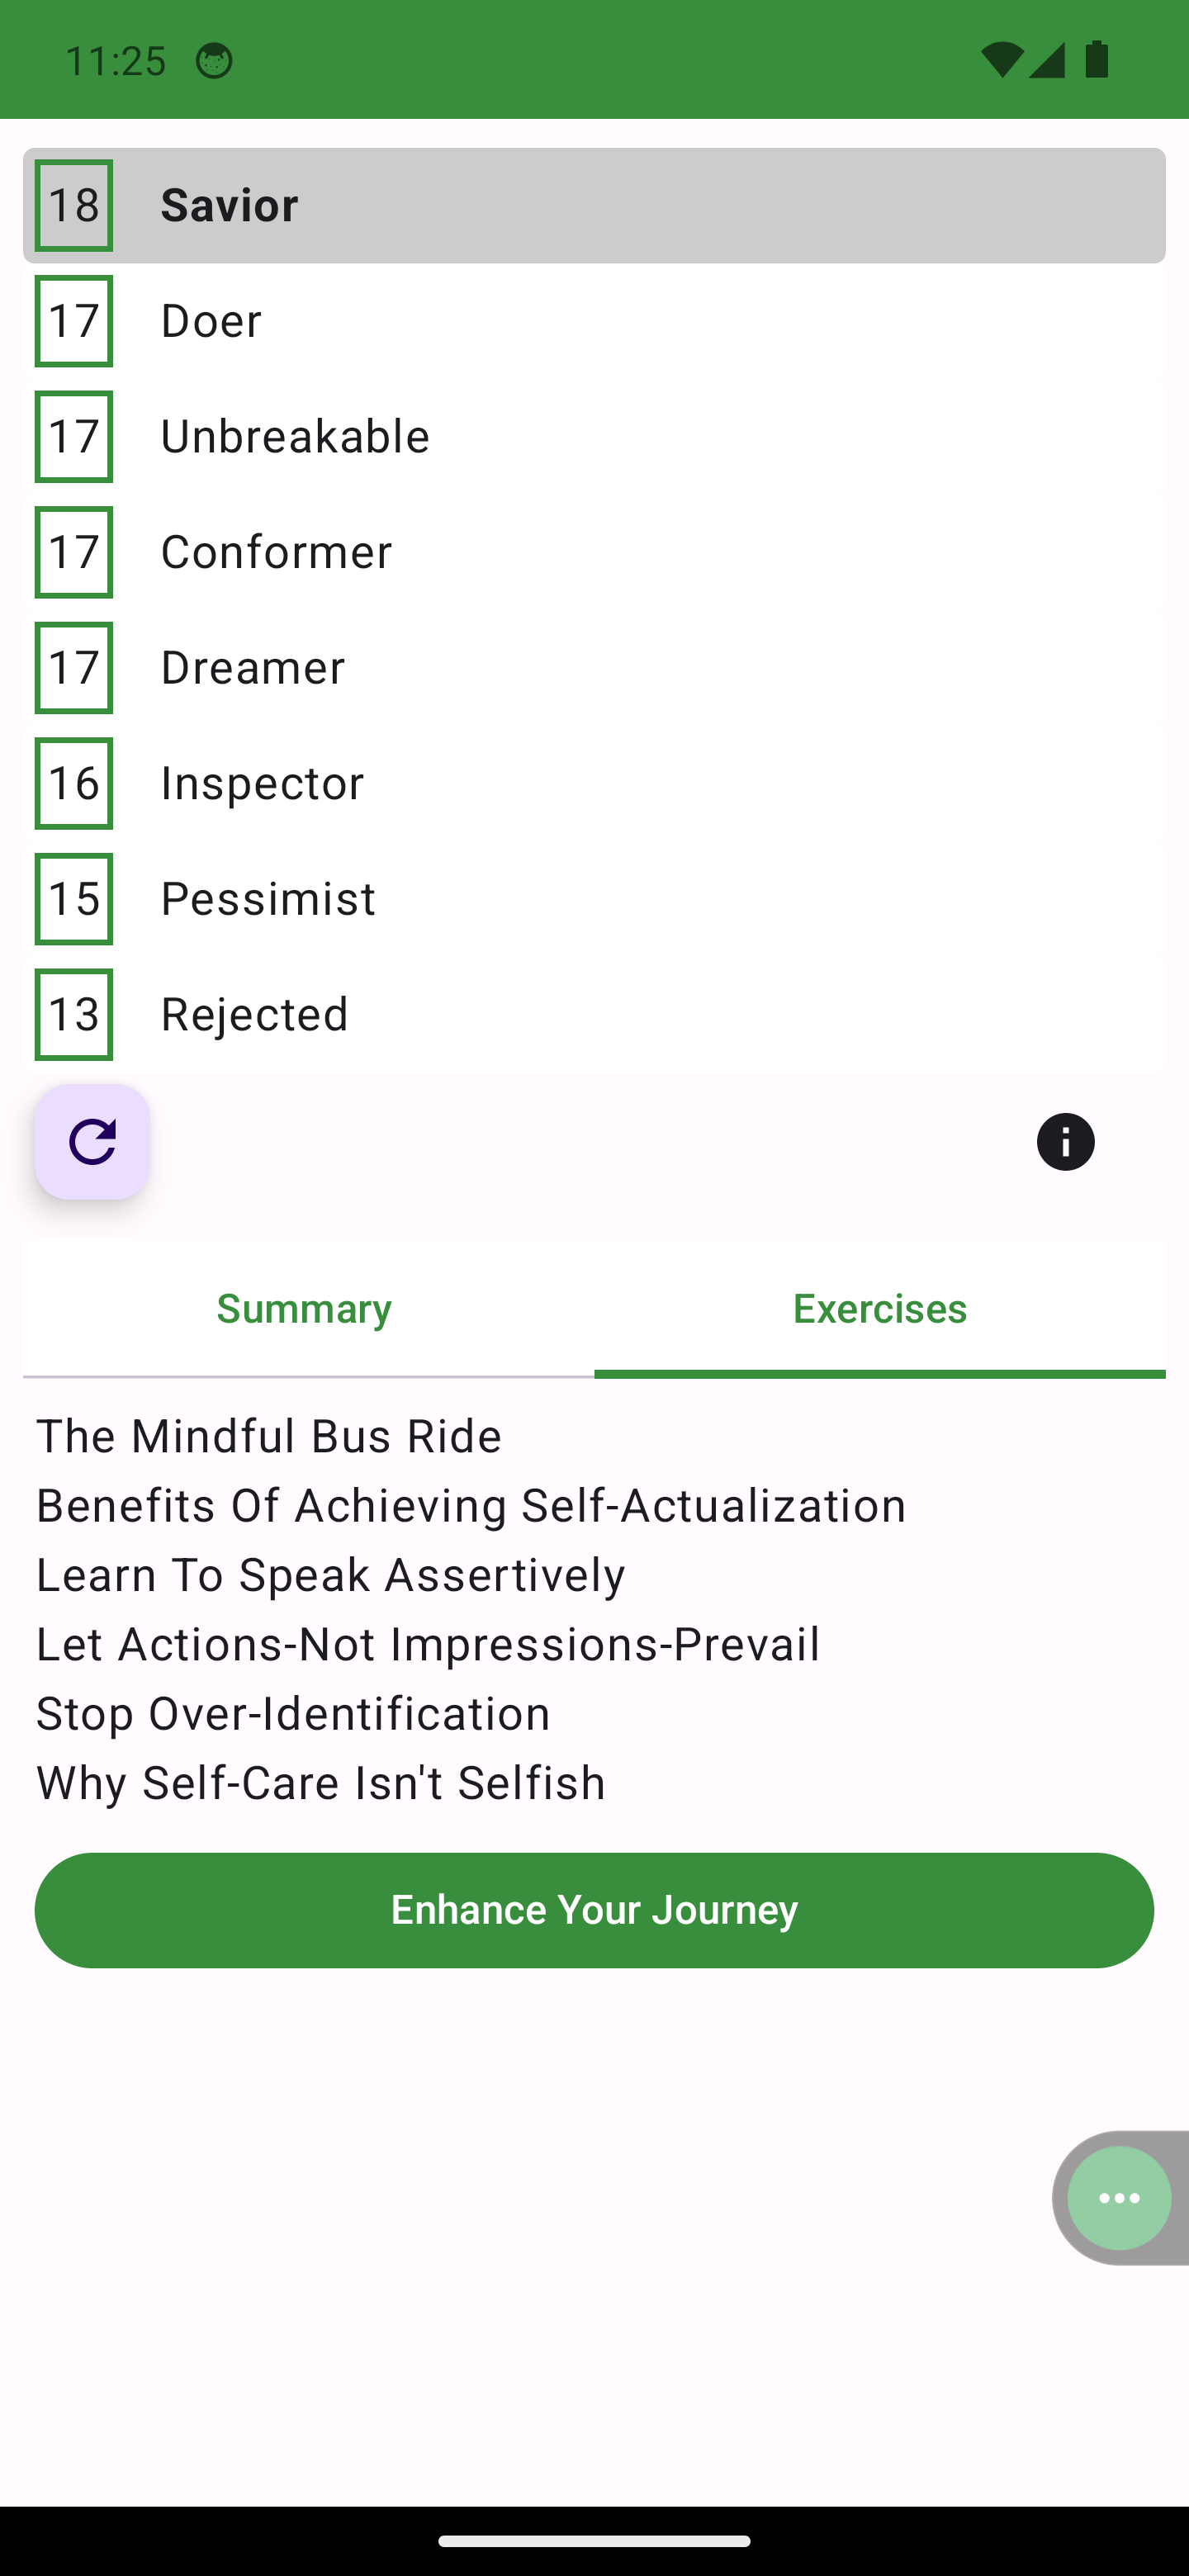 11:25
18 Savior
17 Doer
17 Unbreakable
17 Conformer
17 Dreamer
16 Inspector
15 Pessimist
13 Rejected
Summary Exercises
The Mindful Bus Ride
Benefits Of Achieving Self-Actualization
Learn To Speak Assertively
Let Actions-Not Impressions-Prevail
Stop Over-Identification
Why Self-Care Isn't Selfish
Enhance Your Journey